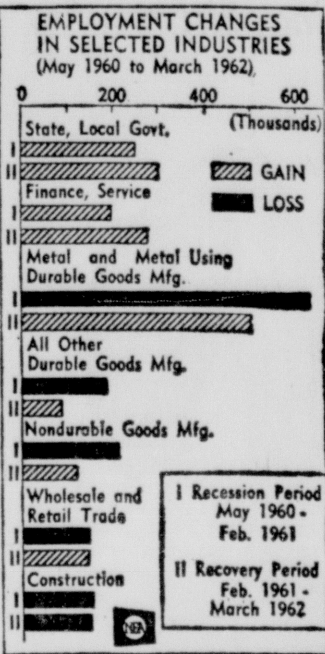 EMPLOYMENT CHANGES
IN SELECTED INDUSTRIES
(May 1960 to March 1962)
0 200 400 600
(Thousands)
State, Local Govt.
I
II
GAIN
LOSS
Finance, Service
I
II
Metal and Metal Using
Durable Goods Mfg.
I
II
All Other
Durable Goods Mfg.
I
II
Nondurable Goods Mfg.
I
II
Wholesale and
Retail Trade
I
II
Construction
I
II
I Recession Period
May 1960 -
Feb. 1961
II Recovery Period
Feb. 1961 -
March 1962
NEA